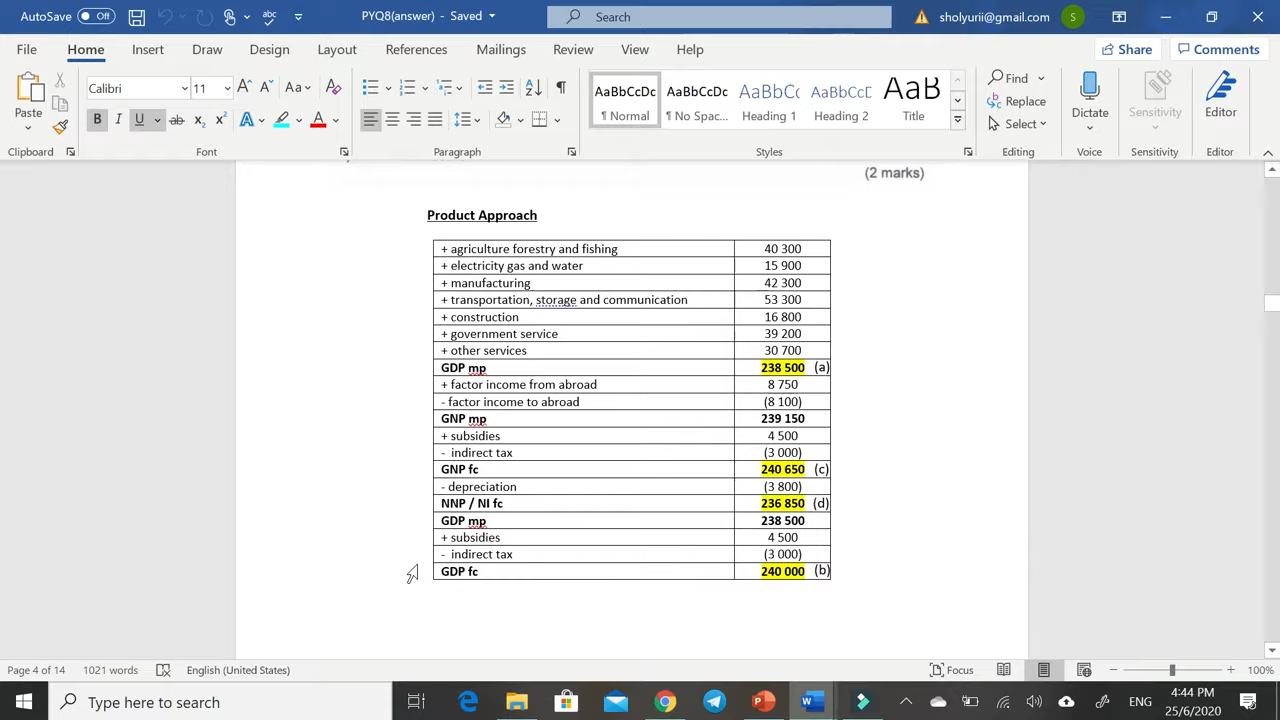 AutoSave Off PYQ8(answer) - Saved Search sholyurii@gmail.com S
File Home Insert Draw Design Layout References Mailings Review View Help Share Comments
Paste Calibri 11 A A Aa A AaBbCcDc AaBbCcDc AaBbCc AaBbCcD AaB Find Replace Select Dictate Sensitivity Editor
B I U ab x₂ x² A A ¶ Normal ¶ No Spac... Heading 1 Heading 2 Title
Clipboard Font Paragraph Styles Editing Voice Sensitivity Editor
(2 marks)
Product Approach
+ agriculture forestry and fishing 40 300
+ electricity gas and water 15 900
+ manufacturing 42 300
+ transportation, storage and communication 53 300
+ construction 16 800
+ government service 39 200
+ other services 30 700
GDP mp 238 500 (a)
+ factor income from abroad 8 750
- factor income to abroad (8 100)
GNP mp 239 150
+ subsidies 4 500
- indirect tax (3 000)
GNP fc 240 650 (c)
- depreciation (3 800)
NNP / NI fc 236 850 (d)
GDP mp 238 500
+ subsidies 4 500
- indirect tax (3 000)
GDP fc 240 000 (b)
Page 4 of 14 1021 words English (United States) Focus 100%
Type here to search ENG 4:44 PM
25/6/2020